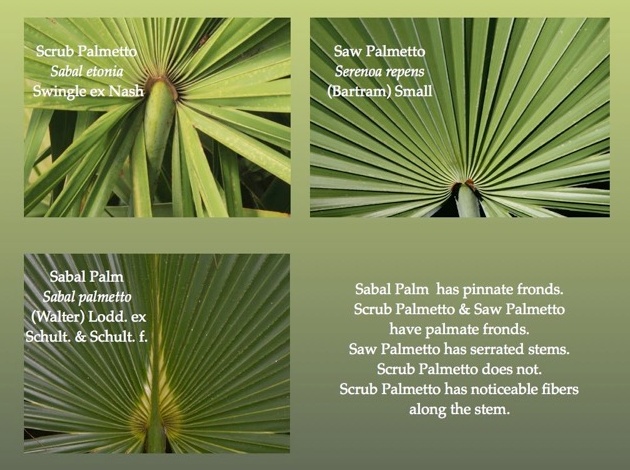 Scrub Palmetto
Sabal etonia
Swingle ex Nash
Saw Palmetto
Serenoa repens
(Bartram) Small
Sabal Palm
Sabal palmetto
(Walter) Lodd. ex
Schult. & Schult. f.
Sabal Palm has pinnate fronds.
Scrub Palmetto & Saw Palmetto
have palmate fronds.
Saw Palmetto has serrated stems.
Scrub Palmetto does not.
Scrub Palmetto has noticeable fibers
along the stem.